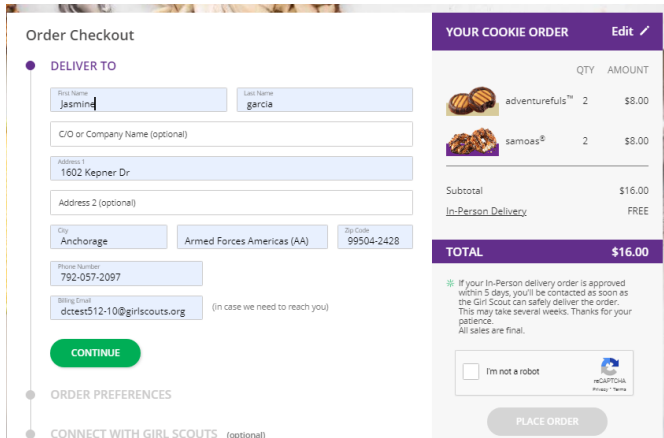 Order Checkout
DELIVER TO
First Name
Jasmine
Last Name
garcia
C/O or Company Name (optional)
Address 1
1602 Kepner Dr
Address 2 (optional)
City
Anchorage
Armed Forces Americas (AA)
Zip Code
99504-2428
Phone Number
792-057-2097
Billing Email
dctest512-10@girlscouts.org
(in case we need to reach you)
CONTINUE
ORDER PREFERENCES
CONNECT WITH GIRL SCOUTS (optional)
YOUR COOKIE ORDER Edit
QTY AMOUNT
adventurefuls™ 2 $8.00
samoas® 2 $8.00
Subtotal $16.00
In-Person Delivery FREE
TOTAL $16.00
If your In-Person delivery order is approved
within 5 days, you'll be contacted as soon as
the Girl Scout can safely deliver the order.
This may take several weeks. Thanks for your
patience.
All sales are final.
I'm not a robot
reCAPTCHA
Privacy - Terms
PLACE ORDER